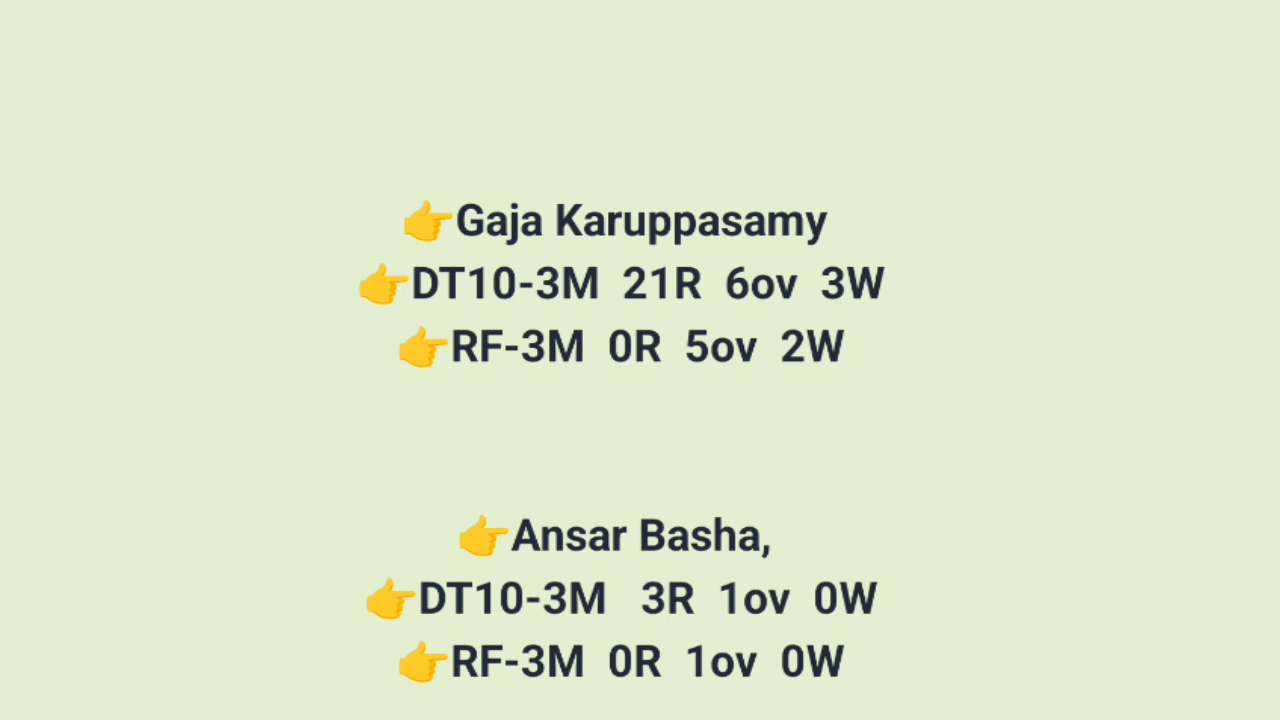 👉Gaja Karuppasamy
👉DT10-3M 21R 6ov 3W
👉RF-3M 0R 5ov 2W
👉Ansar Basha,
👉DT10-3M 3R 1ov 0W
👉RF-3M 0R 1ov 0W